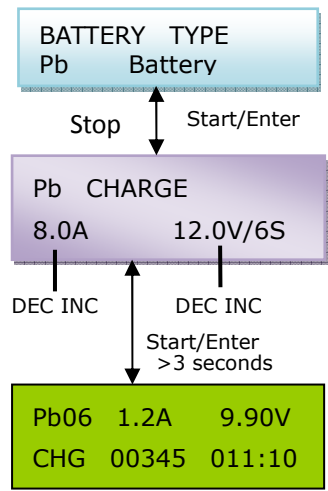 BATTERY TYPE
Pb Battery
Stop Start/Enter
Pb CHARGE
8.0A 12.0V/6S
DEC INC DEC INC
Start/Enter
>3 seconds
Pb06 1.2A 9.90V
CHG 00345 011:10